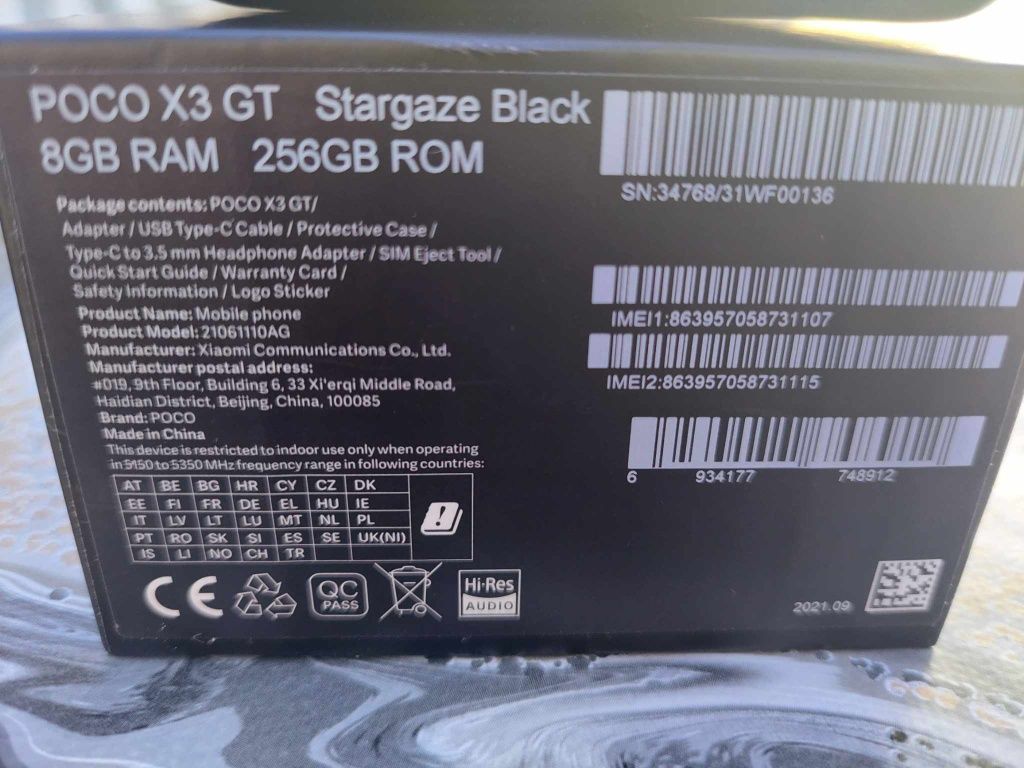 POCO X3 GT Stargaze Black
8GB RAM 256GB ROM
Package contents: POCO X3 GT/
Adapter / USB Type-C Cable / Protective Case /
Type-C to 3.5 mm Headphone Adapter / SIM Eject Tool /
Quick Start Guide / Warranty Card /
Safety Information / Logo Sticker
Product Name: Mobile phone
Product Model: 21061110AG
Manufacturer: Xiaomi Communications Co., Ltd.
Manufacturer postal address:
#019, 9th Floor, Building 6, 33 Xi'erqi Middle Road,
Haidian District, Beijing, China, 100085
Brand: POCO
Made in China
This device is restricted to indoor use only when operating
in 5150 to 5350 MHz frequency range in following countries:
AT BE BG HR CY CZ DK
EE FI FR DE EL HU IE
IT LV LT LU MT NL PL
PT RO SK SI ES SE UK(NI)
IS LI NO CH TR
CE
QC
PASS
Hi-Res
AUDIO
SN:34768/31WF00136
IMEI1:863957058731107
IMEI2:863957058731115
6 934177 748912
2021.09